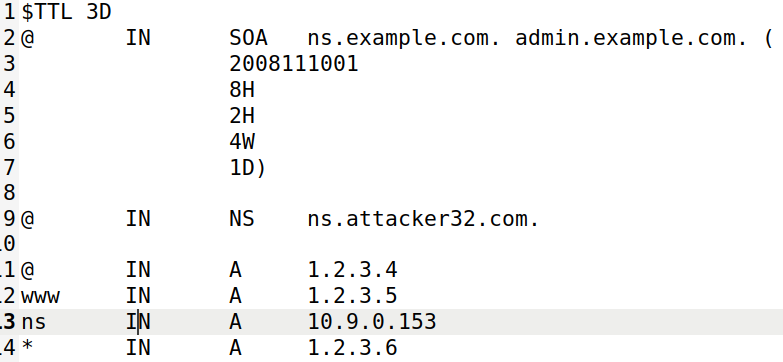 1 $TTL 3D
2 @ IN SOA ns.example.com. admin.example.com. (
3 2008111001
4 8H
5 2H
6 4W
7 1D)
8
9 @ IN NS ns.attacker32.com.
.0
.1 @ IN A 1.2.3.4
.2 www IN A 1.2.3.5
.3 ns IN A 10.9.0.153
.4 * IN A 1.2.3.6